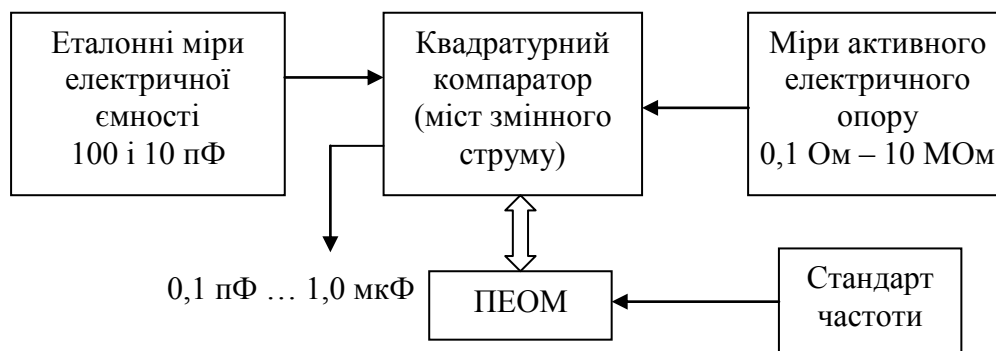 Еталонні міри
електричної
ємності
100 і 10 пФ
Квадратурний
компаратор
(міст змінного
струму)
Міри активного
електричного
опору
0,1 Ом – 10 МОм
0,1 пФ … 1,0 мкФ
ПЕОМ
Стандарт
частоти